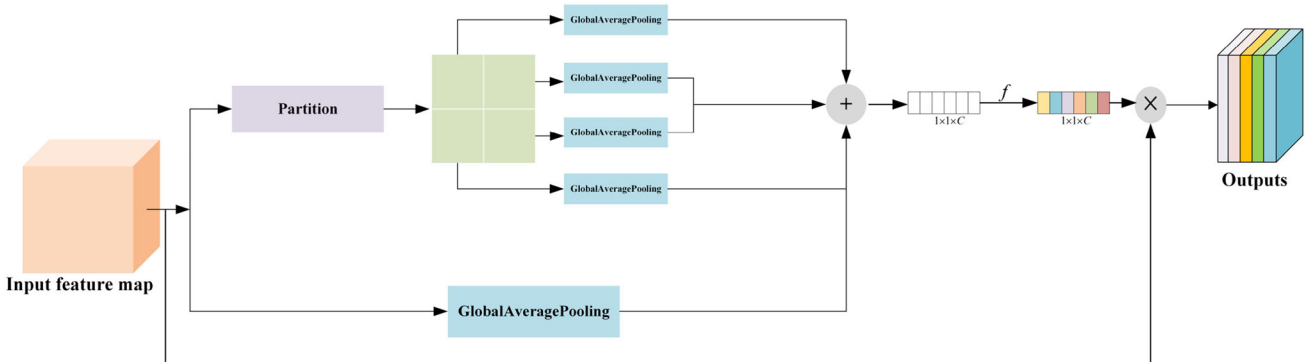 GlobalAveragePooling
GlobalAveragePooling
Partition
+
f
1×1×C
1×1×C
×
GlobalAveragePooling
GlobalAveragePooling
Outputs
Input feature map
GlobalAveragePooling